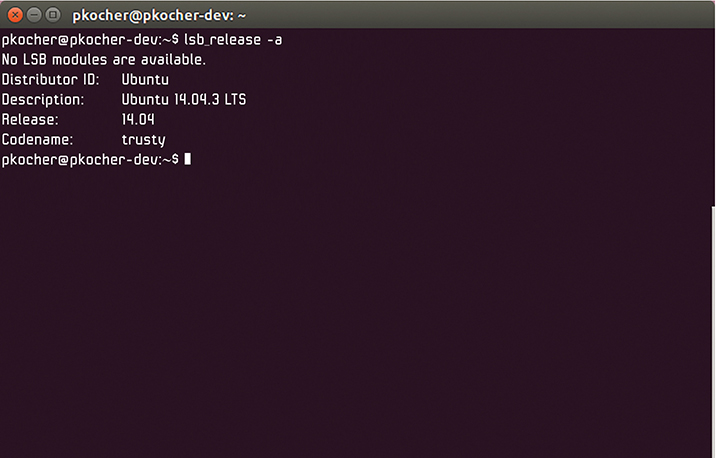 pkocher@pkocher-dev: ~
pkocher@pkocher-dev:~$ lsb_release -a
No LSB modules are available.
Distributor ID: Ubuntu
Description: Ubuntu 14.04.3 LTS
Release: 14.04
Codename: trusty
pkocher@pkocher-dev:~$